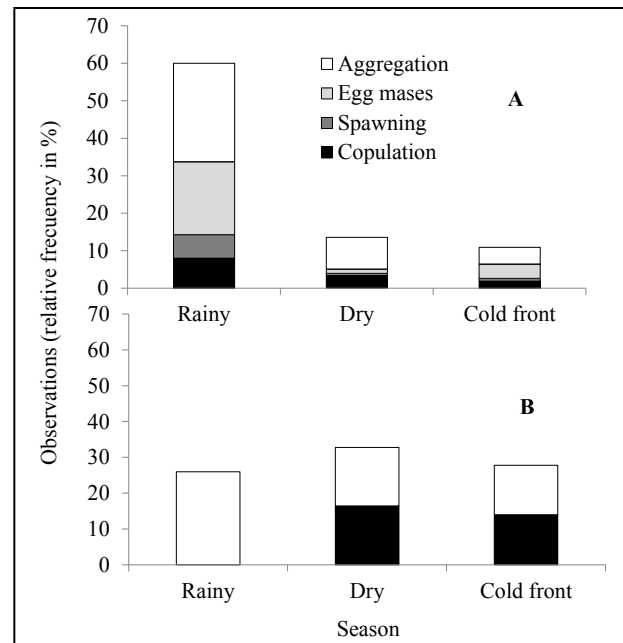 70
60
50
40
30
20
10
0
Aggregation
Egg mases
Spawning
Copulation
A
Rainy Dry Cold front
70
60
50
40
30
20
10
0
B
Rainy Dry Cold front
Season
Observations (relative frecuency in %)